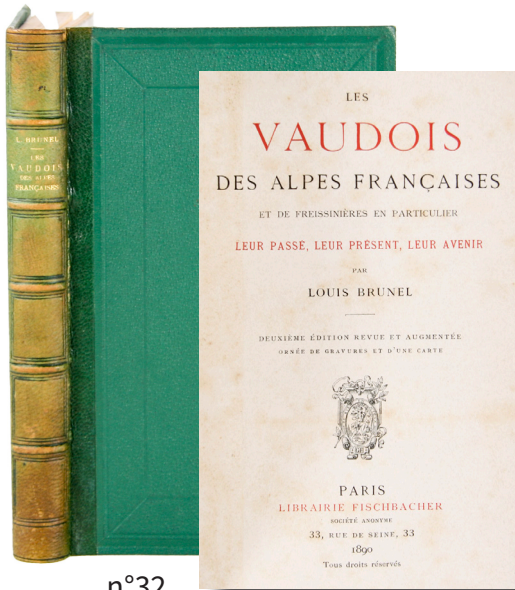 L. BRUNEL
LES
VAUDOIS
DES ALPES
FRANÇAISES
LES
VAUDOIS
DES ALPES FRANÇAISES
ET DE FREISSINIÈRES EN PARTICULIER
LEUR PASSÉ, LEUR PRÉSENT, LEUR AVENIR
PAR
LOUIS BRUNEL
DEUXIÈME ÉDITION REVUE ET AUGMENTÉE
ORNÉE DE GRAVURES ET D'UNE CARTE
PARIS
LIBRAIRIE FISCHBACHER
SOCIÉTÉ ANONYME
33, RUE DE SEINE, 33
1890
Tous droits réservés
n°32